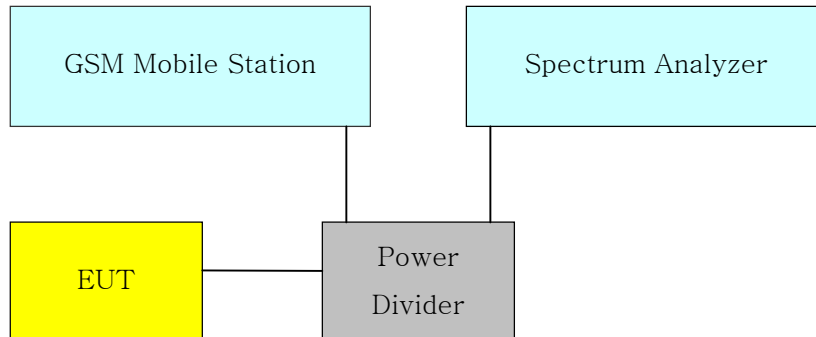 GSM Mobile Station
Spectrum Analyzer
EUT
Power
Divider